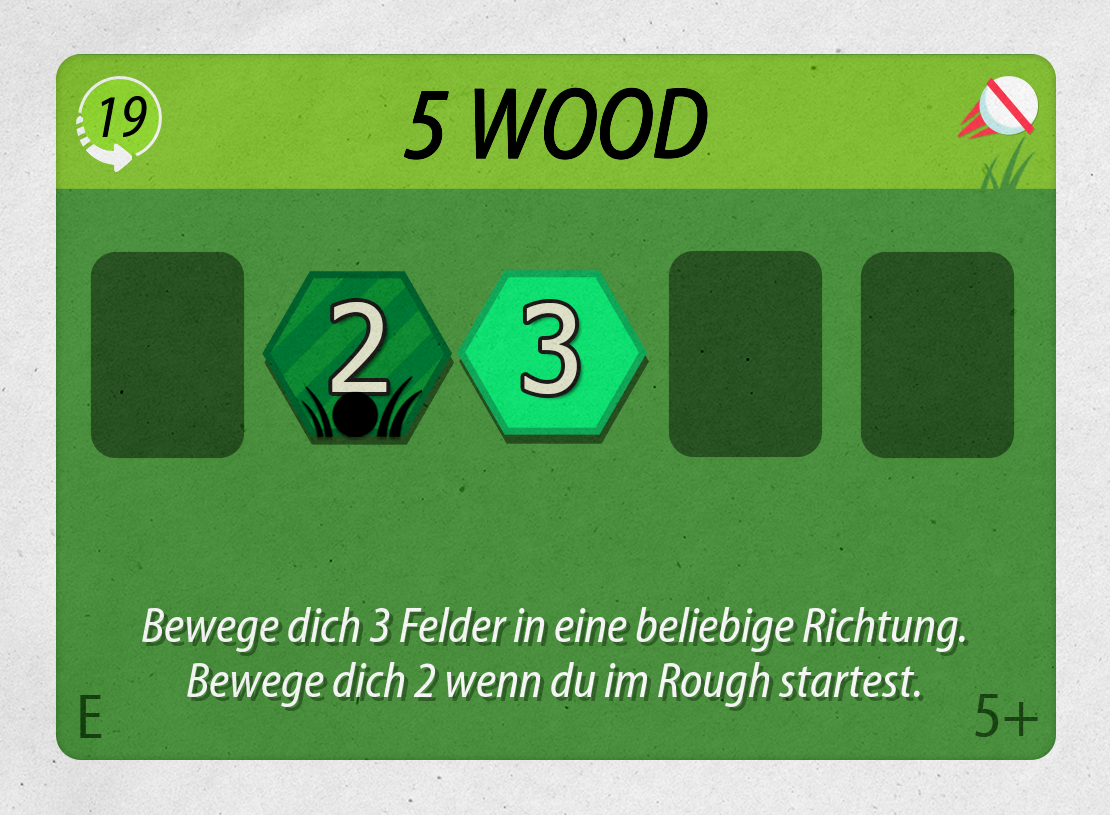 19
5 WOOD
2
3
Bewege dich 3 Felder in eine beliebige Richtung.
Bewege dich 2 wenn du im Rough startest.
E
5+